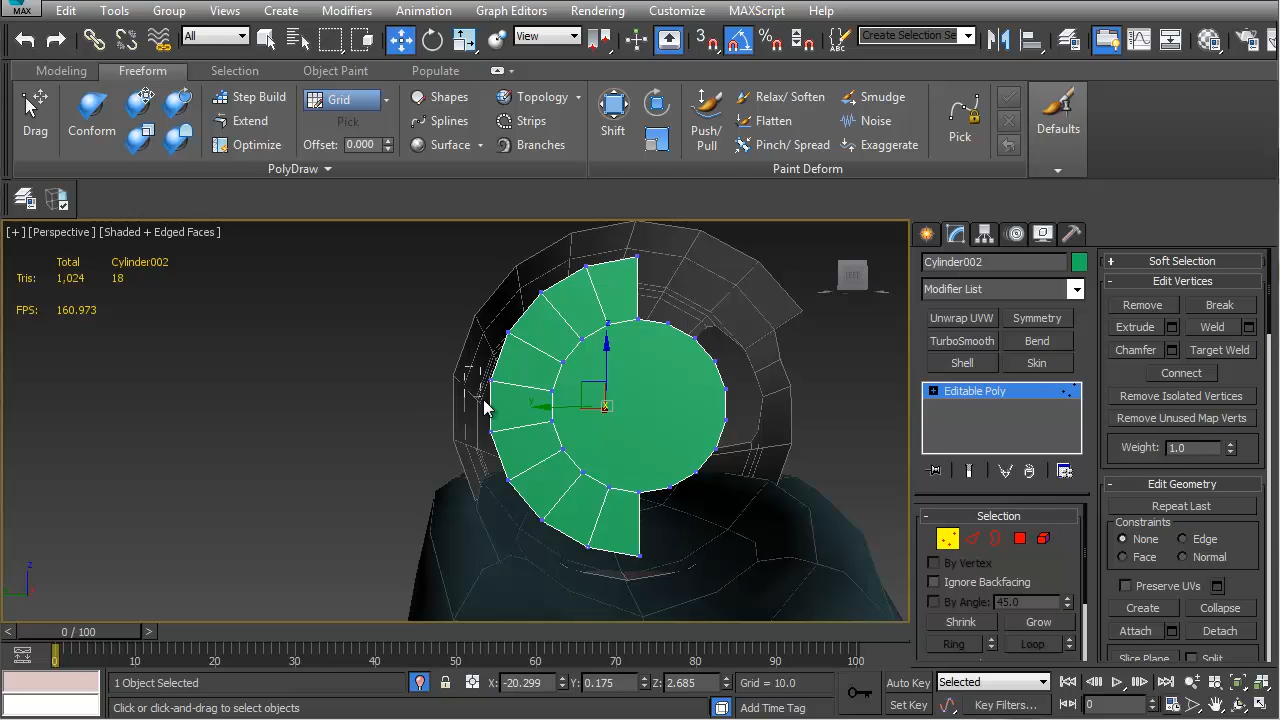 MAX Edit Tools Group Views Create Modifiers Animation Graph Editors Rendering Customize MAXScript Help
All View 3 % ABC Create Selection Se
Modeling Freeform Selection Object Paint Populate
Drag Conform Step Build Grid Shapes Topology Shift Push/ Pull Relax/ Soften Smudge Pick Defaults
Extend Pick Splines Strips Flatten Noise
Optimize Offset: 0.000 Surface Branches Pinch/ Spread Exaggerate
PolyDraw Paint Deform
[+] [Perspective ] [Shaded + Edged Faces ]
Total Cylinder002
Tris: 1,024 18
FPS: 160.973
z
y
x
z
Cylinder002
Modifier List
Unwrap UVW Symmetry
TurboSmooth Bend
Shell Skin
Editable Poly
- Selection
By Vertex
Ignore Backfacing
By Angle: 45.0
Shrink Grow
Ring Loop
+ Soft Selection
- Edit Vertices
Remove Break
Extrude Weld
Chamfer Target Weld
Connect
Remove Isolated Vertices
Remove Unused Map Verts
Weight: 1.0
- Edit Geometry
Repeat Last
Constraints
None Edge
Face Normal
Preserve UVs
Create Collapse
Attach Detach
Slice Plane Split
< 0 / 100 >
0 10 20 30 40 50 60 70 80 90 100
1 Object Selected X: -20.299 Y: 0.175 Z: 2.685 Grid = 10.0 Auto Key Selected
Click or click-and-drag to select objects Add Time Tag Set Key Key Filters... 0